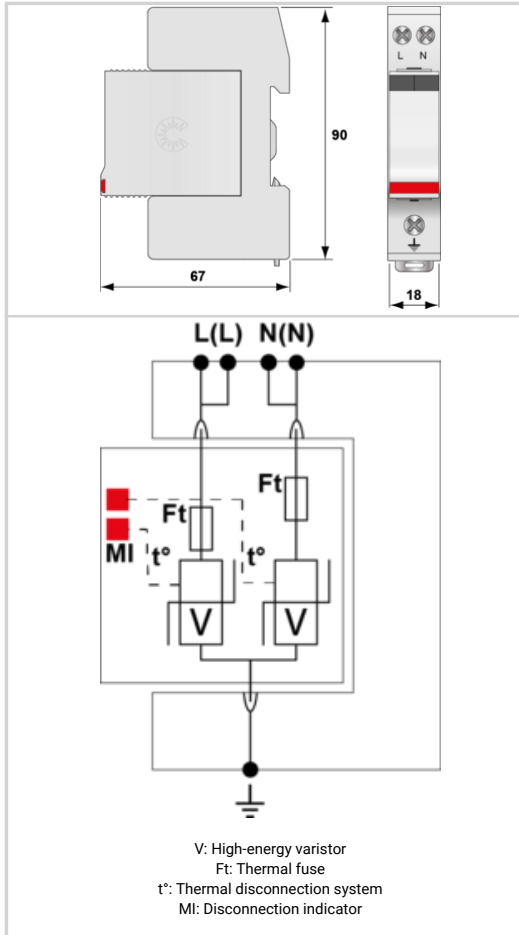 L N
90
67
18
L(L) N(N)
Ft
Ft
MI
t°
t°
V
V
V: High-energy varistor
Ft: Thermal fuse
t°: Thermal disconnection system
MI: Disconnection indicator